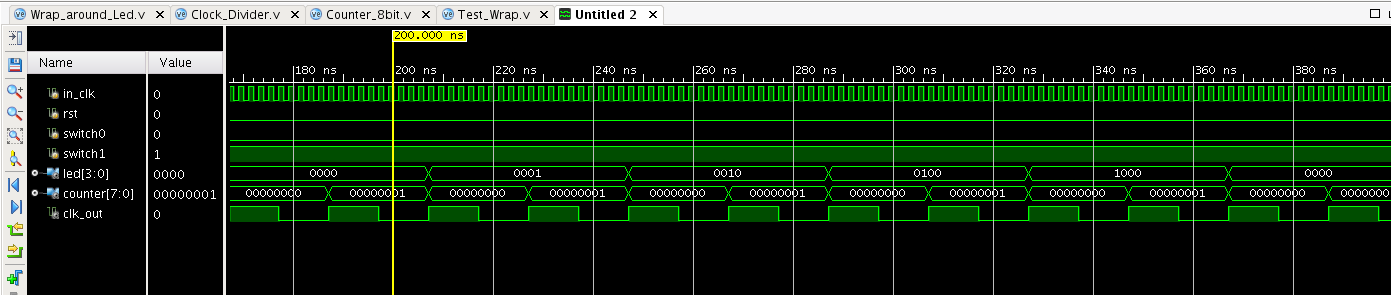 Wrap_around_Led.v Clock_Divider.v Counter_8bit.v Test_Wrap.v Untitled 2
200.000 ns
Name Value
180 ns 200 ns 220 ns 240 ns 260 ns 280 ns 300 ns 320 ns 340 ns 360 ns 380 ns
in_clk 0
rst 0
switch0 0
switch1 1
led[3:0] 0000 0000 0001 0010 0100 1000 0000
counter[7:0] 00000001 00000000 00000001 00000000 00000001 00000000 00000001 00000000 00000001 00000000 00000001 00000000 000000
clk_out 0